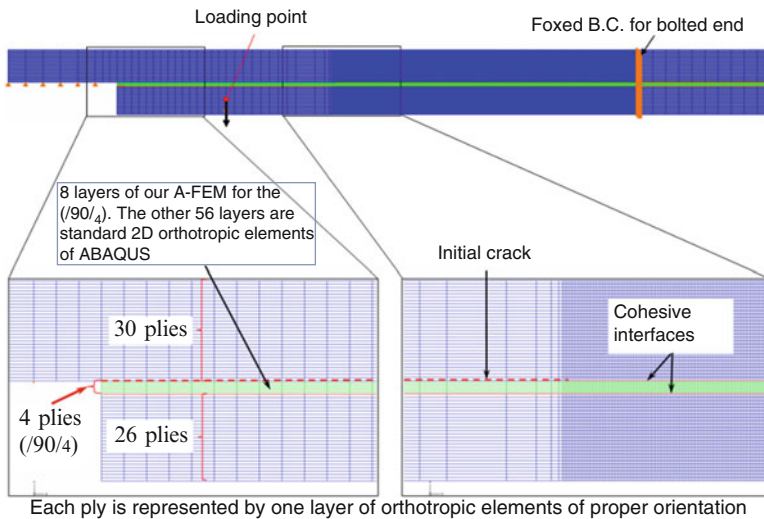 Loading point
Foxed B.C. for bolted end
8 layers of our A-FEM for the
(/90/4). The other 56 layers are
standard 2D orthotropic elements
of ABAQUS
Initial crack
Cohesive
interfaces
30 plies
4 plies
(/90/4)
26 plies
Each ply is represented by one layer of orthotropic elements of proper orientation